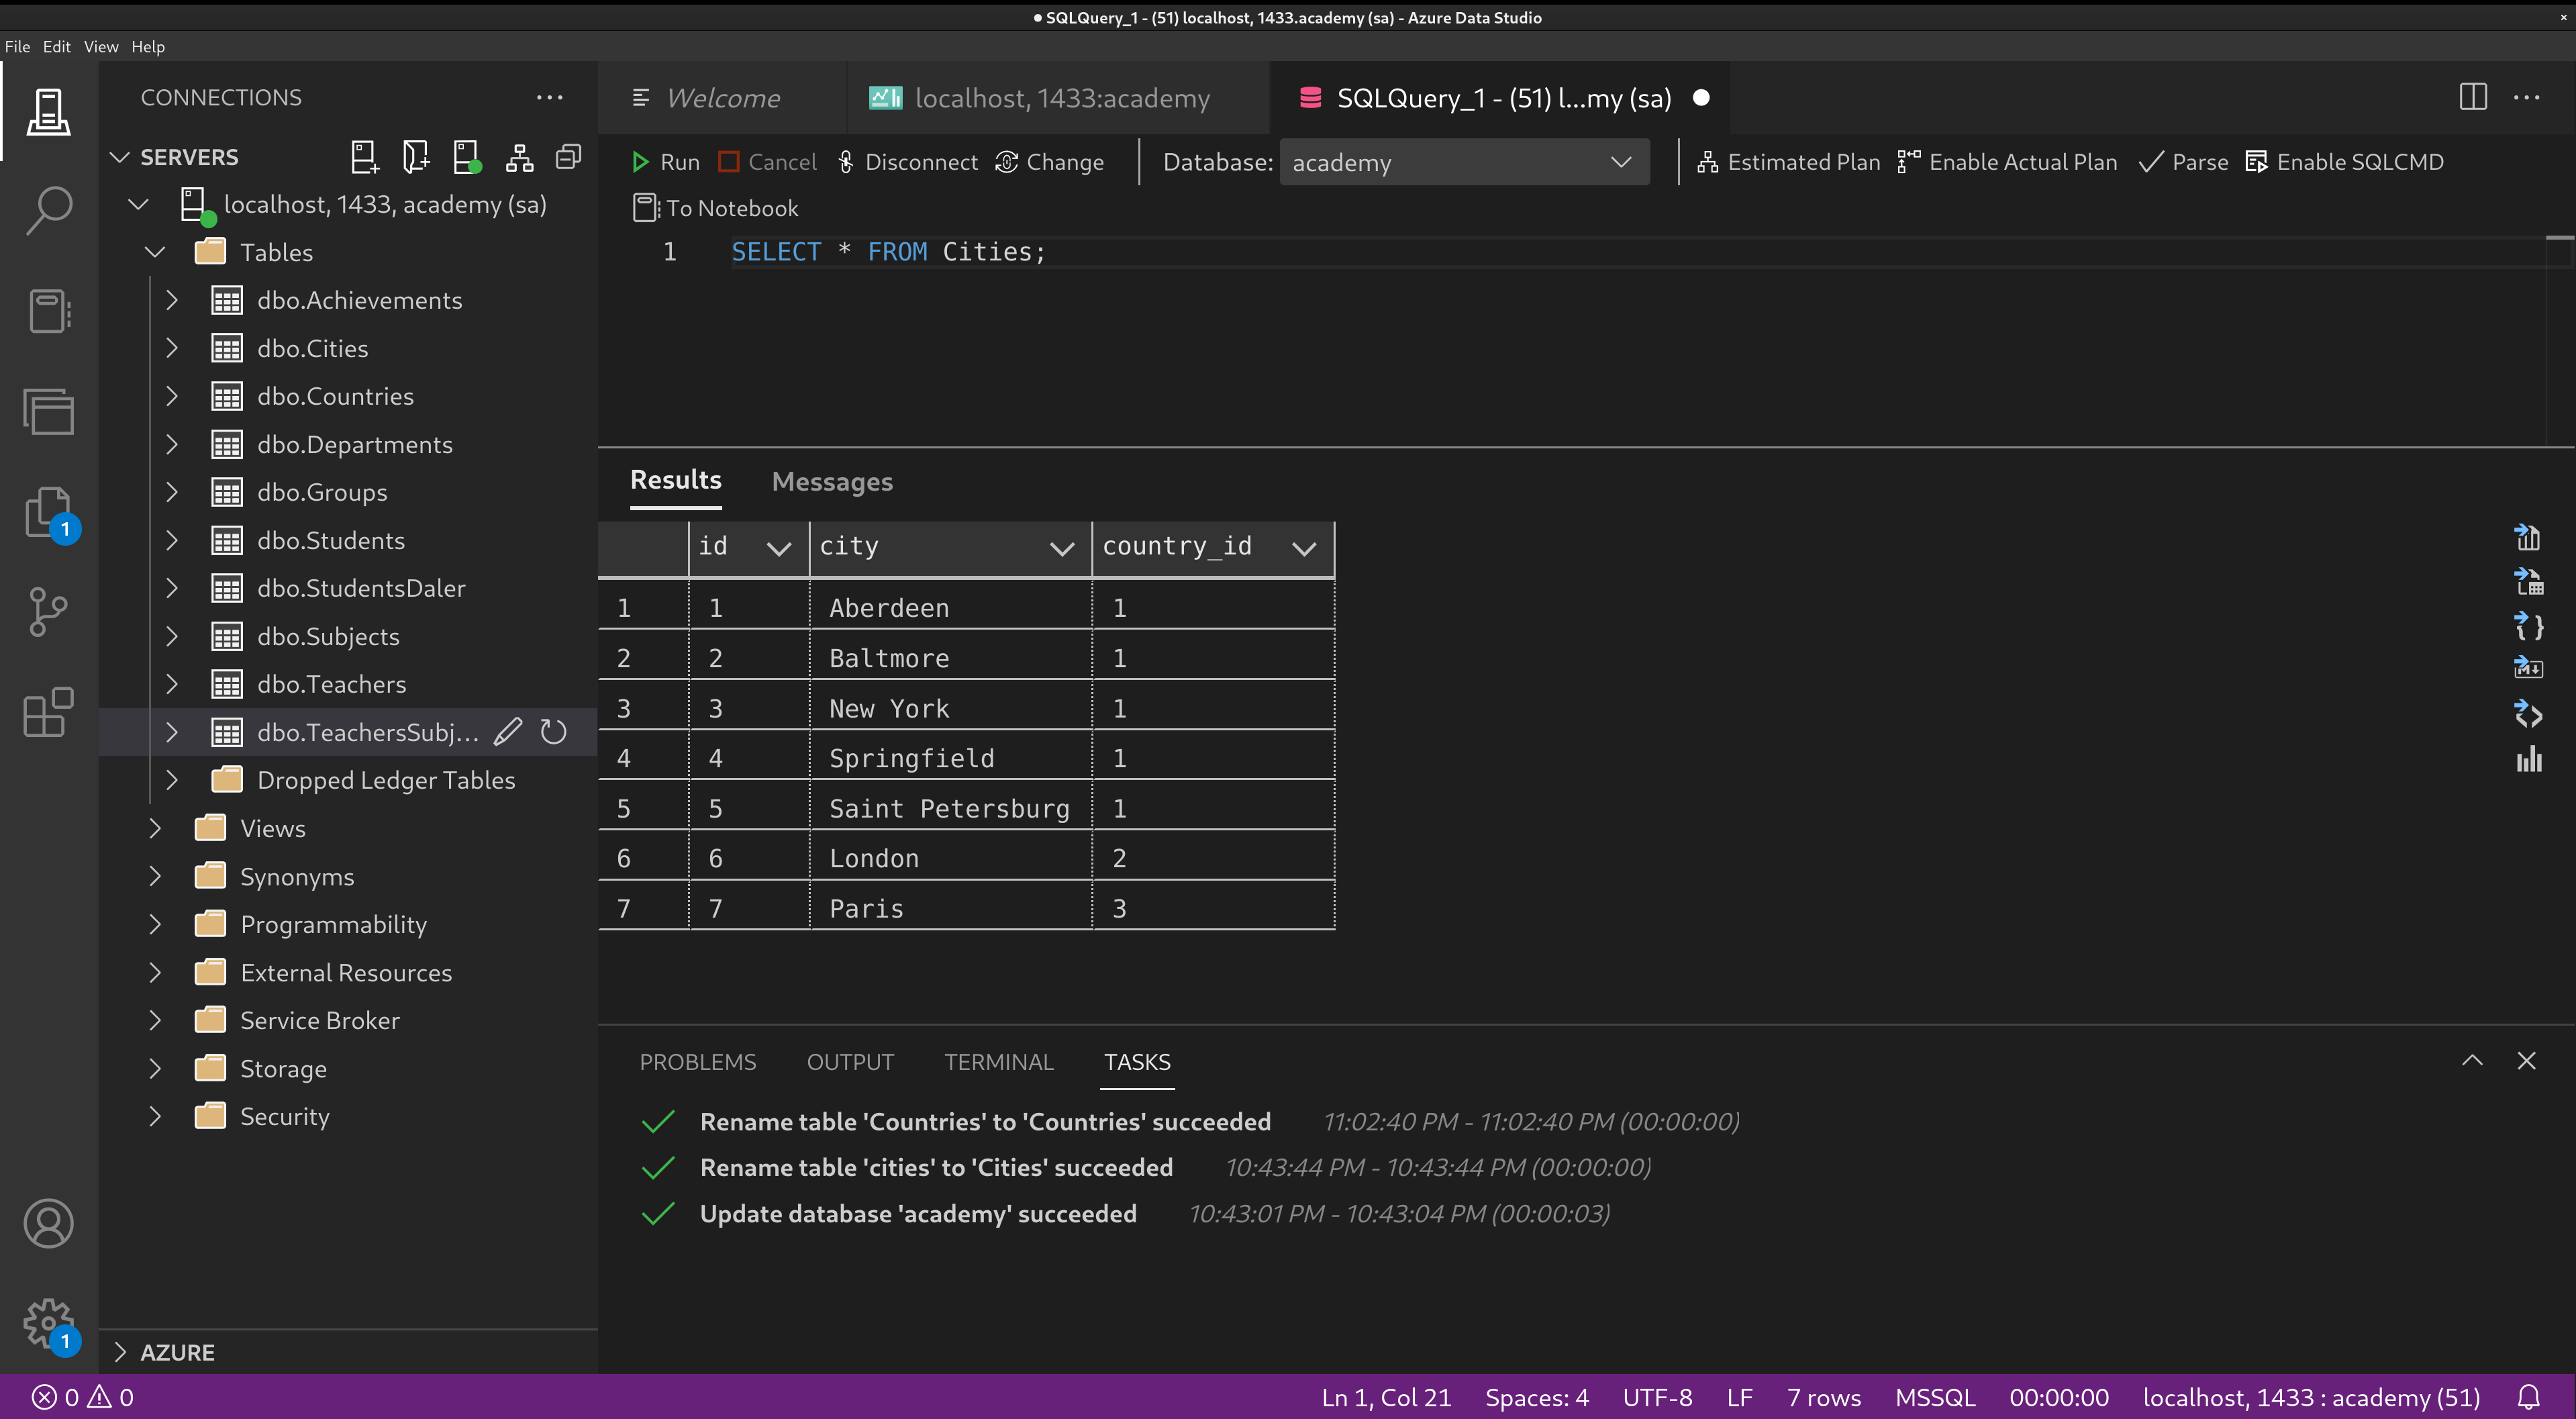 SQLQuery_1 - (51) localhost, 1433.academy (sa) - Azure Data Studio
File Edit View Help
CONNECTIONS
SERVERS
localhost, 1433, academy (sa)
Tables
dbo.Achievements
dbo.Cities
dbo.Countries
dbo.Departments
dbo.Groups
dbo.Students
dbo.StudentsDaler
dbo.Subjects
dbo.Teachers
dbo.TeachersSubj...
Dropped Ledger Tables
Views
Synonyms
Programmability
External Resources
Service Broker
Storage
Security
AZURE
1
1
Welcome
localhost, 1433:academy
SQLQuery_1 - (51) l...my (sa)
Run Cancel Disconnect Change Database: academy Estimated Plan Enable Actual Plan Parse Enable SQLCMD
To Notebook
1 SELECT * FROM Cities;
Results Messages
id city country_id
1 1 Aberdeen 1
2 2 Baltmore 1
3 3 New York 1
4 4 Springfield 1
5 5 Saint Petersburg 1
6 6 London 2
7 7 Paris 3
PROBLEMS OUTPUT TERMINAL TASKS
Rename table 'Countries' to 'Countries' succeeded 11:02:40 PM - 11:02:40 PM (00:00:00)
Rename table 'cities' to 'Cities' succeeded 10:43:44 PM - 10:43:44 PM (00:00:00)
Update database 'academy' succeeded 10:43:01 PM - 10:43:04 PM (00:00:03)
0 0 Ln 1, Col 21 Spaces: 4 UTF-8 LF 7 rows MSSQL 00:00:00 localhost, 1433 : academy (51)